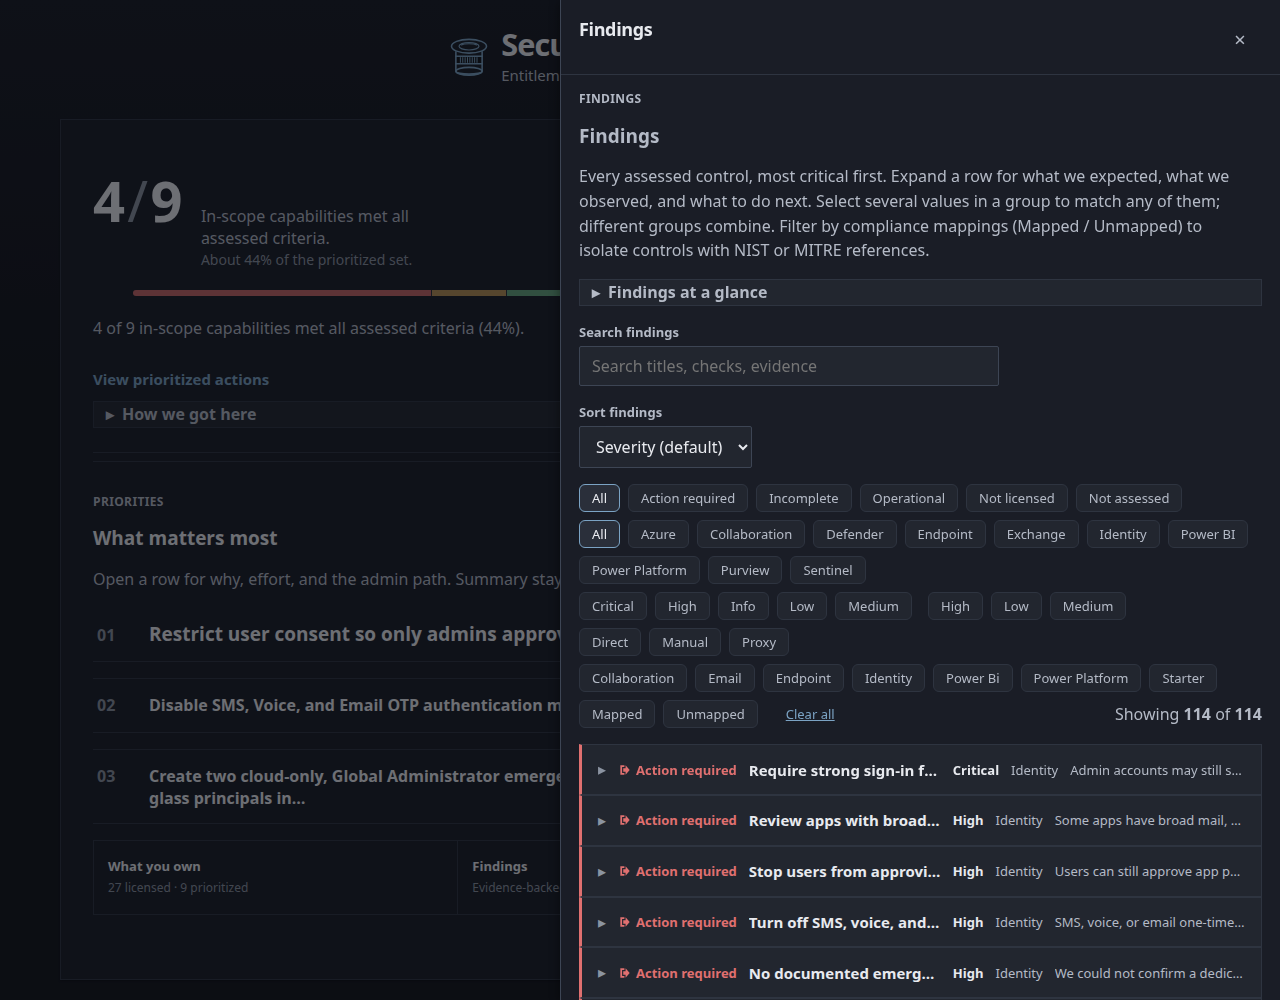 Secu
Entitlem
4/9
In-scope capabilities met all
assessed criteria.
About 44% of the prioritized set.
4 of 9 in-scope capabilities met all assessed criteria (44%).
View prioritized actions
▶ How we got here
PRIORITIES
What matters most
Open a row for why, effort, and the admin path. Summary stay
01 Restrict user consent so only admins approv
02 Disable SMS, Voice, and Email OTP authentication m
03 Create two cloud-only, Global Administrator emerge
glass principals in...
What you own
27 licensed · 9 prioritized
Findings
Evidence-backe
Findings
×
FINDINGS
Findings
Every assessed control, most critical first. Expand a row for what we expected, what we
observed, and what to do next. Select several values in a group to match any of them;
different groups combine. Filter by compliance mappings (Mapped / Unmapped) to
isolate controls with NIST or MITRE references.
▶ Findings at a glance
Search findings
Search titles, checks, evidence
Sort findings
Severity (default)
All Action required Incomplete Operational Not licensed Not assessed
All Azure Collaboration Defender Endpoint Exchange Identity Power BI
Power Platform Purview Sentinel
Critical High Info Low Medium High Low Medium
Direct Manual Proxy
Collaboration Email Endpoint Identity Power Bi Power Platform Starter
Mapped Unmapped Clear all Showing 114 of 114
▶ Action required Require strong sign-in f... Critical Identity Admin accounts may still s...
▶ Action required Review apps with broad... High Identity Some apps have broad mail, ...
▶ Action required Stop users from approvi... High Identity Users can still approve app p...
▶ Action required Turn off SMS, voice, and... High Identity SMS, voice, or email one-time...
▶ Action required No documented emerg... High Identity We could not confirm a dedic...